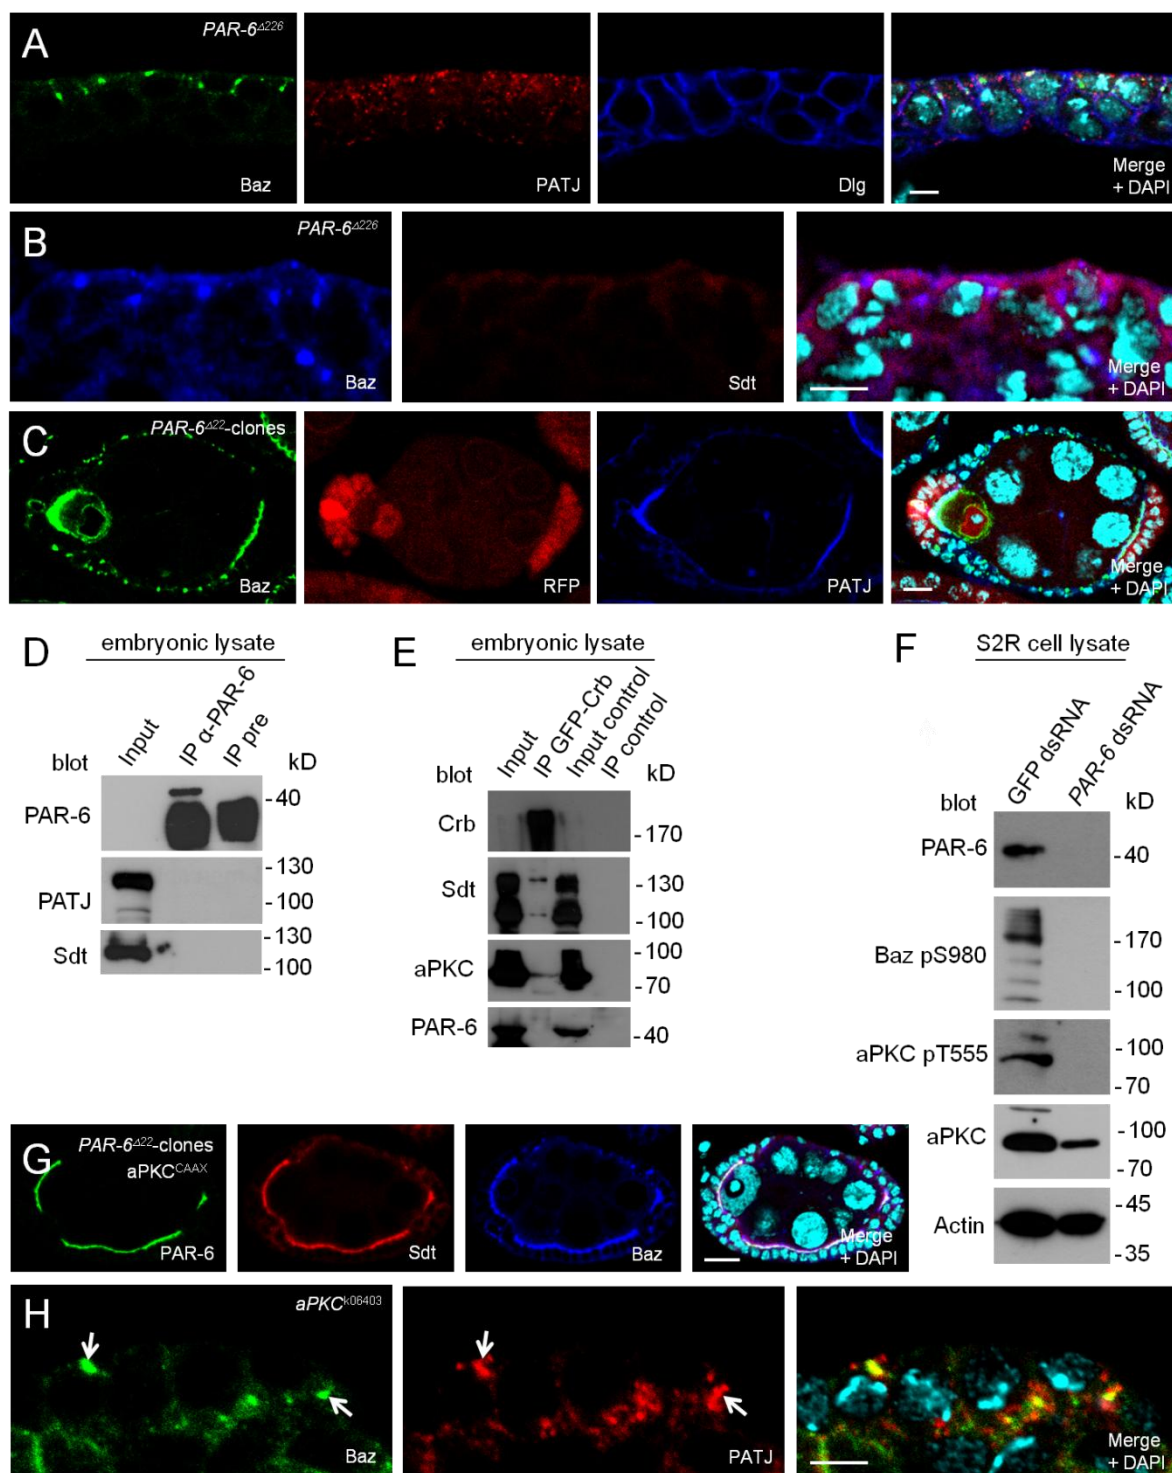 A
PAR-6Δ226
Baz
PATJ
Dlg
Merge
+ DAPI
B
PAR-6Δ226
Baz
Sdt
Merge
+ DAPI
C
PAR-6Δ22-clones
Baz
RFP
PATJ
Merge
+ DAPI
D
embryonic lysate
Input
IP α-PAR-6
IP pre
blot
kD
PAR-6
- 40
PATJ
- 130
- 100
Sdt
- 130
- 100
E
embryonic lysate
Input
IP GFP-Crb
Input control
IP control
blot
kD
Crb
- 170
Sdt
- 130
- 100
aPKC
- 100
- 70
PAR-6
- 40
F
S2R cell lysate
GFP dsRNA
PAR-6 dsRNA
blot
kD
PAR-6
- 40
Baz pS980
- 170
- 100
aPKC pT555
- 100
- 70
aPKC
- 100
- 70
Actin
- 45
- 35
G
PAR-6Δ22-clones
aPKCCAAX
PAR-6
Sdt
Baz
Merge
+ DAPI
H
aPKCk06403
Baz
PATJ
Merge
+ DAPI